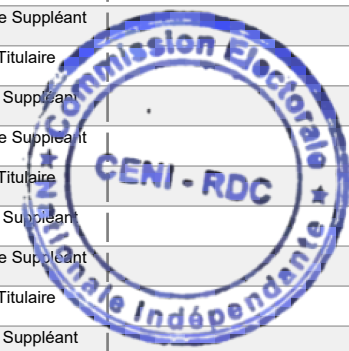 e Suppléant
Titulaire
Suppléant
e Suppléant
Titulaire
Suppléant
e Suppléant
Titulaire
Suppléant
Commission Electorale
Nationale Indépendante
CENI - RDC